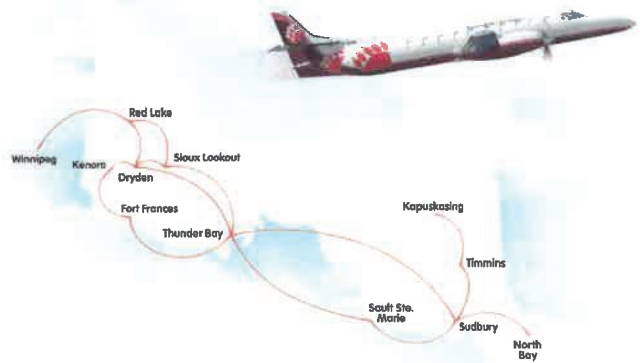 Red Lake
Winnipeg
Kenora
Sioux Lookout
Dryden
Fort Frances
Thunder Bay
Kapuskasing
Timmins
Sault Ste.
Marie
Sudbury
North
Bay